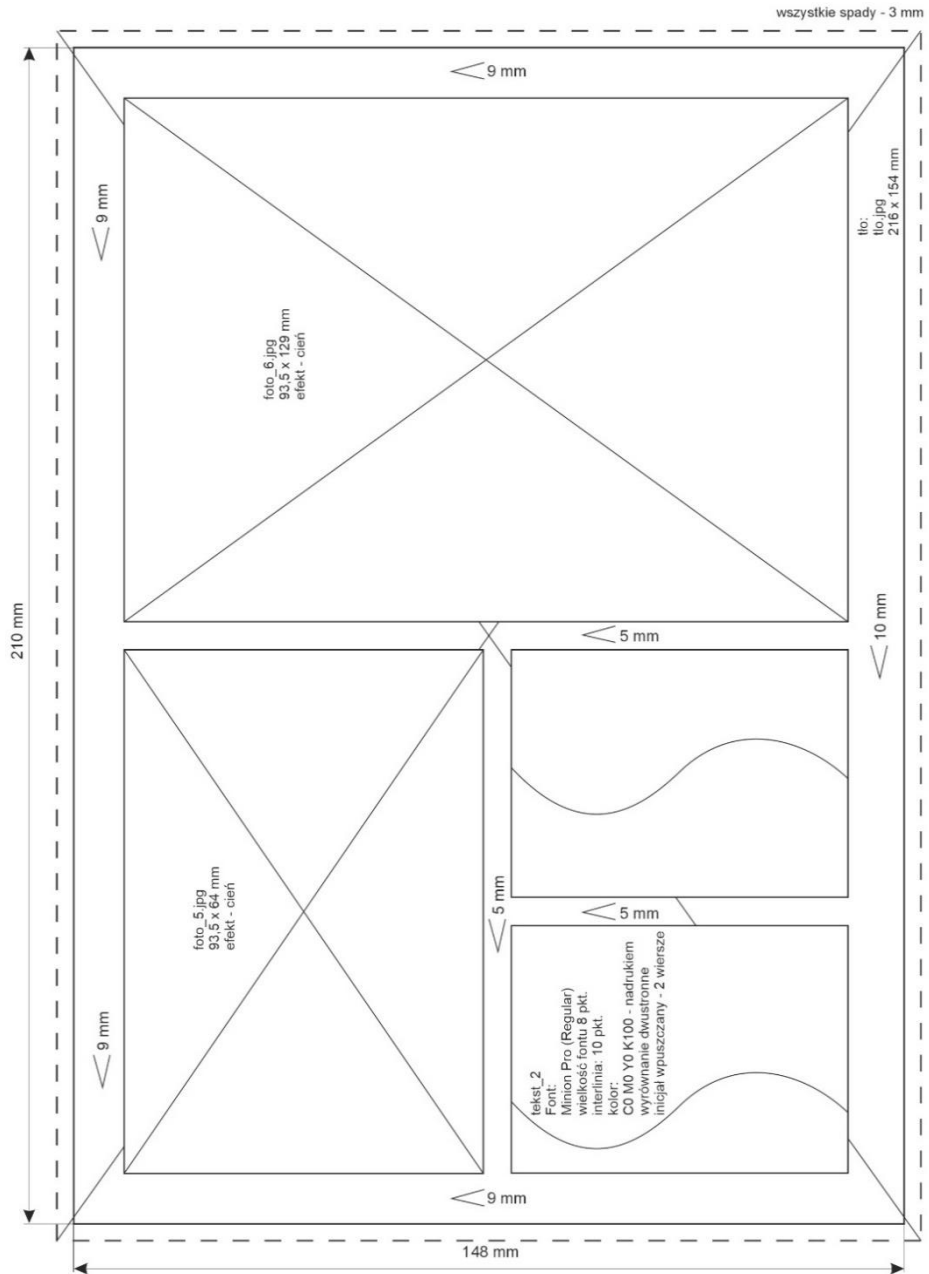 wszystkie spady - 3 mm
9 mm
9 mm
tło:
tlo.jpg
216 x 154 mm
foto_6.jpg
93,5 x 129 mm
efekt - cień
210 mm
5 mm
10 mm
foto_5.jpg
93,5 x 64 mm
efekt - cień
5 mm
5 mm
9 mm
tekst_2
Font:
Minion Pro (Regular)
wielkość fontu 8 pkt.
interlinia: 10 pkt.
kolor:
C0 M0 Y0 K100 - nadrukiem
wyrównanie dwustronne
inicjał wpuszczany - 2 wiersze
9 mm
148 mm